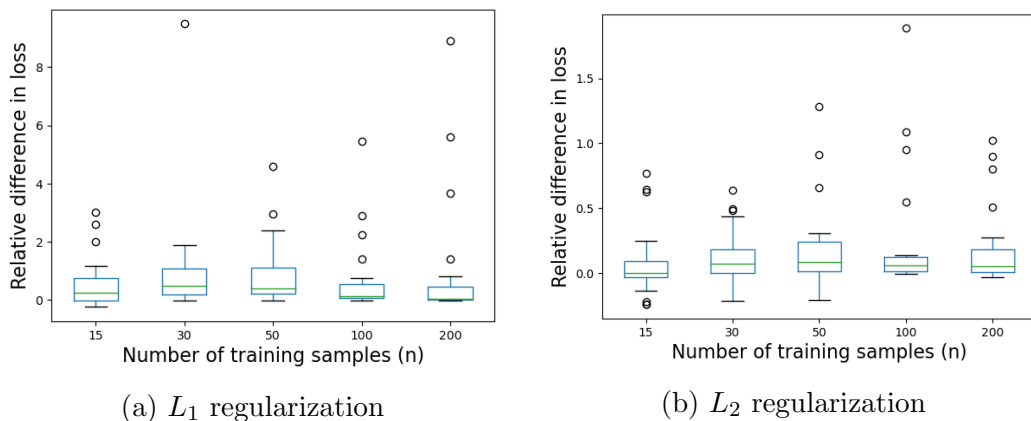 Relative difference in loss
8
6
4
2
0
15 30 50 100 200
Number of training samples (n)
(a) L₁ regularization
Relative difference in loss
1.5
1.0
0.5
0.0
15 30 50 100 200
Number of training samples (n)
(b) L₂ regularization